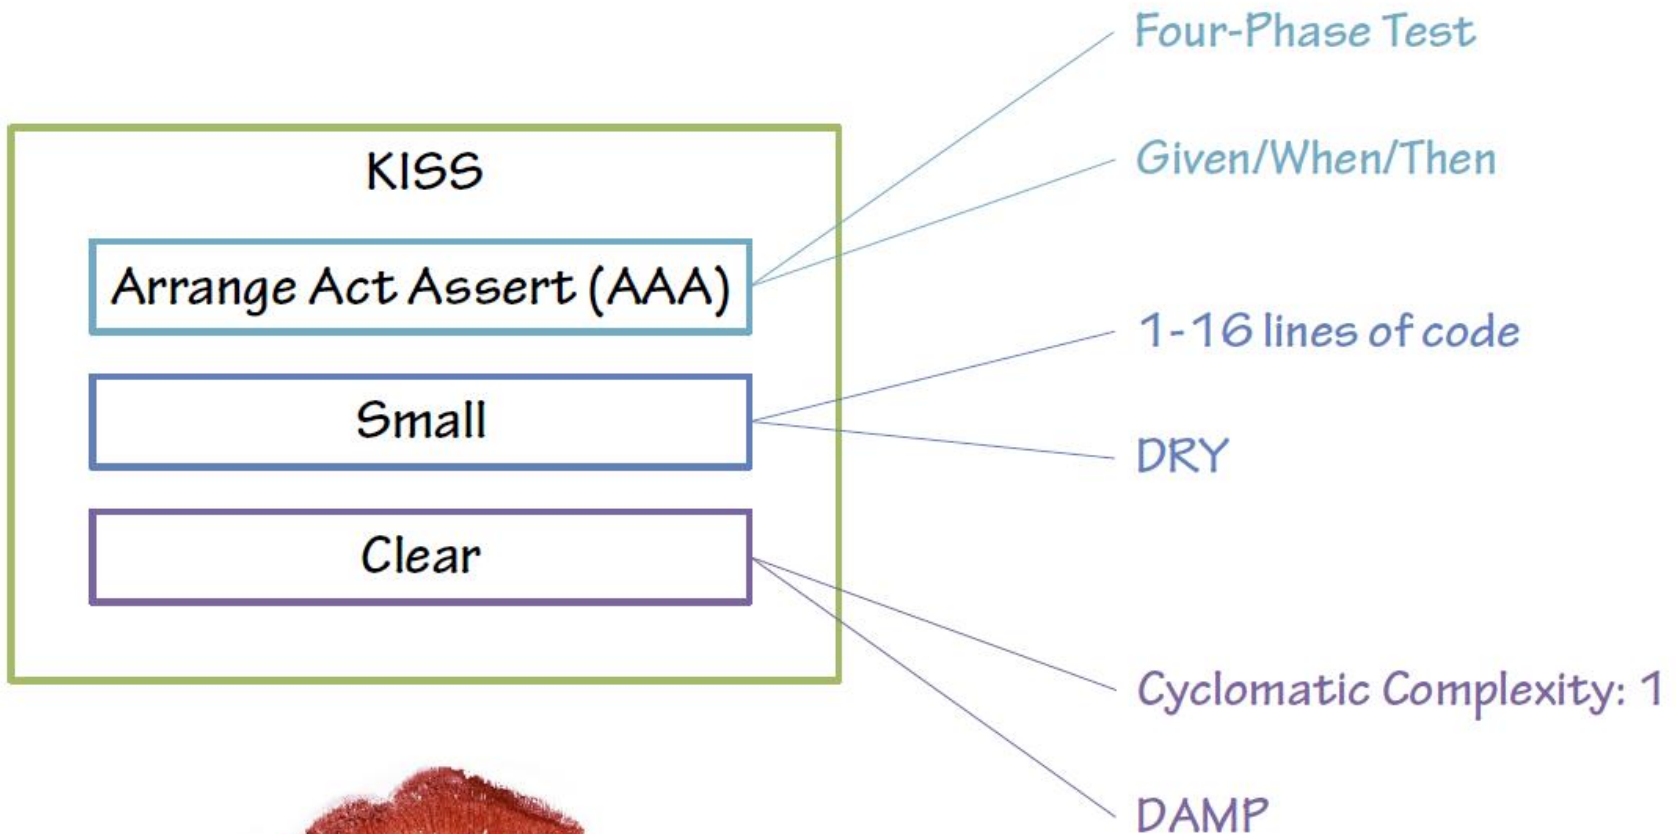 KISS
Arrange Act Assert (AAA)
Small
Clear
Four-Phase Test
Given/When/Then
1-16 lines of code
DRY
Cyclomatic Complexity: 1
DAMP